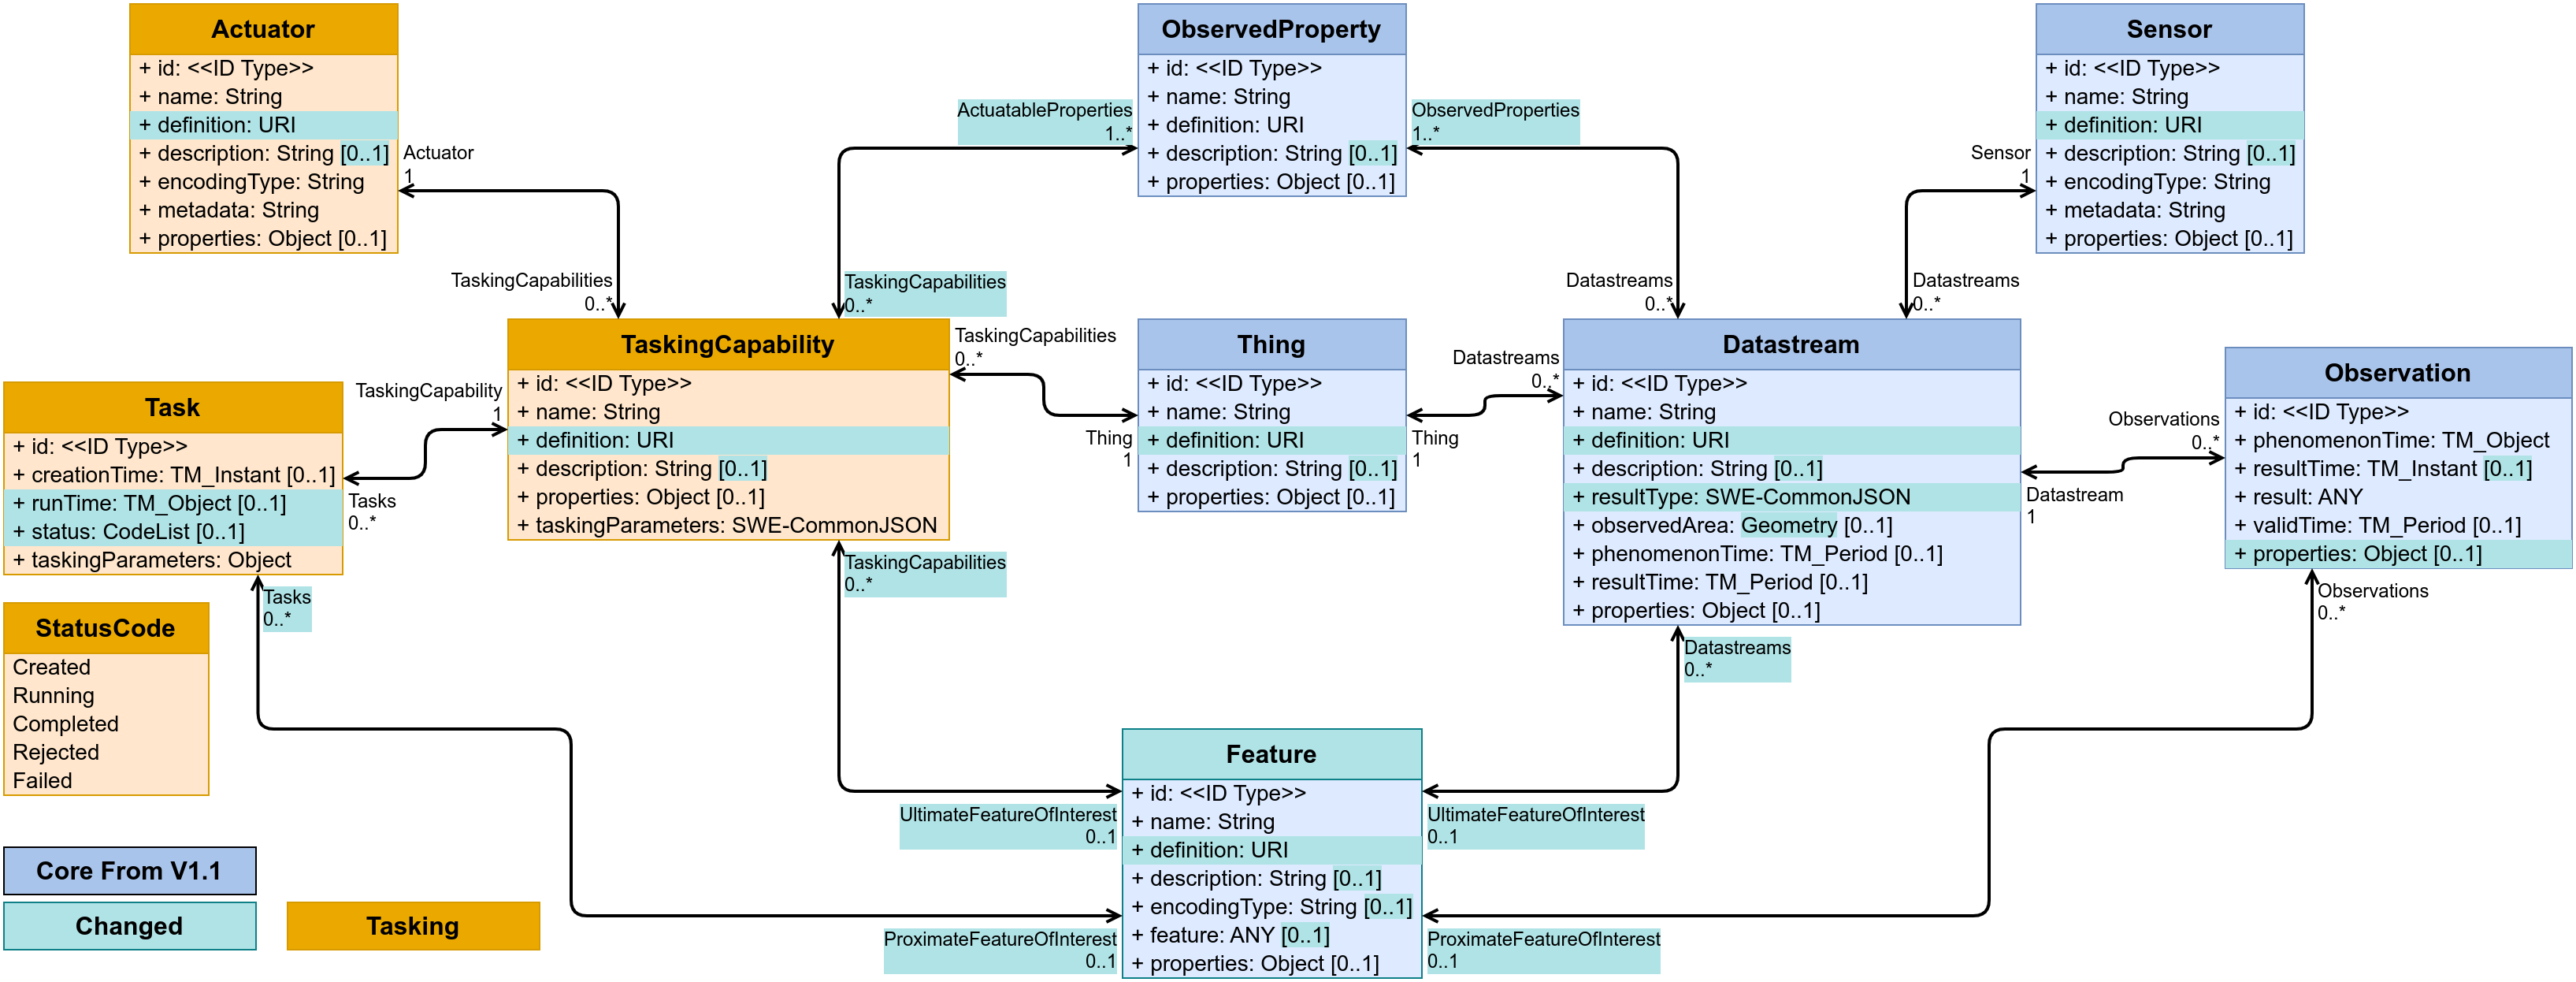 Actuator
+ id: <<ID Type>>
+ name: String
+ definition: URI
+ description: String [0..1]
+ encodingType: String
+ metadata: String
+ properties: Object [0..1]
Actuator
1
TaskingCapabilities
0..*
ObservedProperty
+ id: <<ID Type>>
+ name: String
+ definition: URI
+ description: String [0..1]
+ properties: Object [0..1]
ActuatableProperties
1..*
ObservedProperties
1..*
TaskingCapabilities
0..*
Datastreams
0..*
Sensor
+ id: <<ID Type>>
+ name: String
+ definition: URI
+ description: String [0..1]
+ encodingType: String
+ metadata: String
+ properties: Object [0..1]
Sensor
1
Datastreams
0..*
Task
+ id: <<ID Type>>
+ creationTime: TM_Instant [0..1]
+ runTime: TM_Object [0..1]
+ status: CodeList [0..1]
+ taskingParameters: Object
TaskingCapability
1
Tasks
0..*
TaskingCapability
+ id: <<ID Type>>
+ name: String
+ definition: URI
+ description: String [0..1]
+ properties: Object [0..1]
+ taskingParameters: SWE-CommonJSON
TaskingCapabilities
0..*
Thing
1
Thing
+ id: <<ID Type>>
+ name: String
+ definition: URI
+ description: String [0..1]
+ properties: Object [0..1]
Datastreams
0..*
Thing
1
Datastream
+ id: <<ID Type>>
+ name: String
+ definition: URI
+ description: String [0..1]
+ resultType: SWE-CommonJSON
+ observedArea: Geometry [0..1]
+ phenomenonTime: TM_Period [0..1]
+ resultTime: TM_Period [0..1]
+ properties: Object [0..1]
Observations
0..*
Datastream
1
Observation
+ id: <<ID Type>>
+ phenomenonTime: TM_Object
+ resultTime: TM_Instant [0..1]
+ result: ANY
+ validTime: TM_Period [0..1]
+ properties: Object [0..1]
Observations
0..*
Tasks
0..*
TaskingCapabilities
0..*
Datastreams
0..*
StatusCode
Created
Running
Completed
Rejected
Failed
Feature
+ id: <<ID Type>>
+ name: String
+ definition: URI
+ description: String [0..1]
+ encodingType: String [0..1]
+ feature: ANY [0..1]
+ properties: Object [0..1]
UltimateFeatureOfInterest
0..1
UltimateFeatureOfInterest
0..1
ProximateFeatureOfInterest
0..1
ProximateFeatureOfInterest
0..1
Core From V1.1
Changed
Tasking